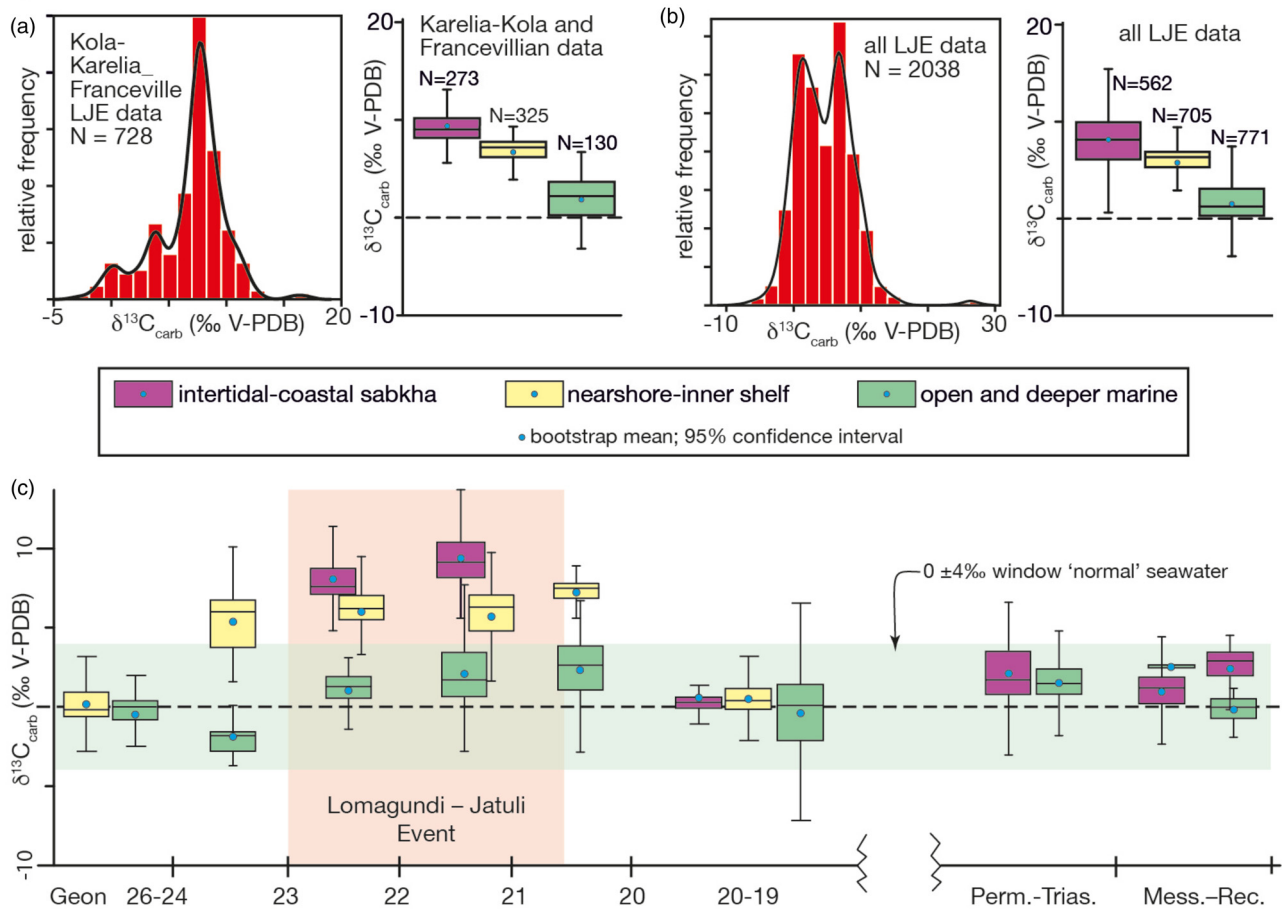 (a)
Kola-
Karelia_
Franceville
LJE data
N = 728
relative frequency
-5
20
δ13Ccarb (‰ V-PDB)
20
Karelia-Kola and
Francevillian data
N=273
N=325
N=130
δ13Ccarb (‰ V-PDB)
-10
(b)
all LJE data
N = 2038
relative frequency
-10
30
δ13Ccarb (‰ V-PDB)
20
all LJE data
N=562
N=705
N=771
δ13Ccarb (‰ V-PDB)
-10
intertidal-coastal sabkha
nearshore-inner shelf
open and deeper marine
bootstrap mean; 95% confidence interval
(c)
10
δ13Ccarb (‰ V-PDB)
-10
0 ±4‰ window ‘normal’ seawater
Lomagundi – Jatuli
Event
Geon 26-24 23 22 21 20 20-19 Perm.-Trias. Mess.–Rec.